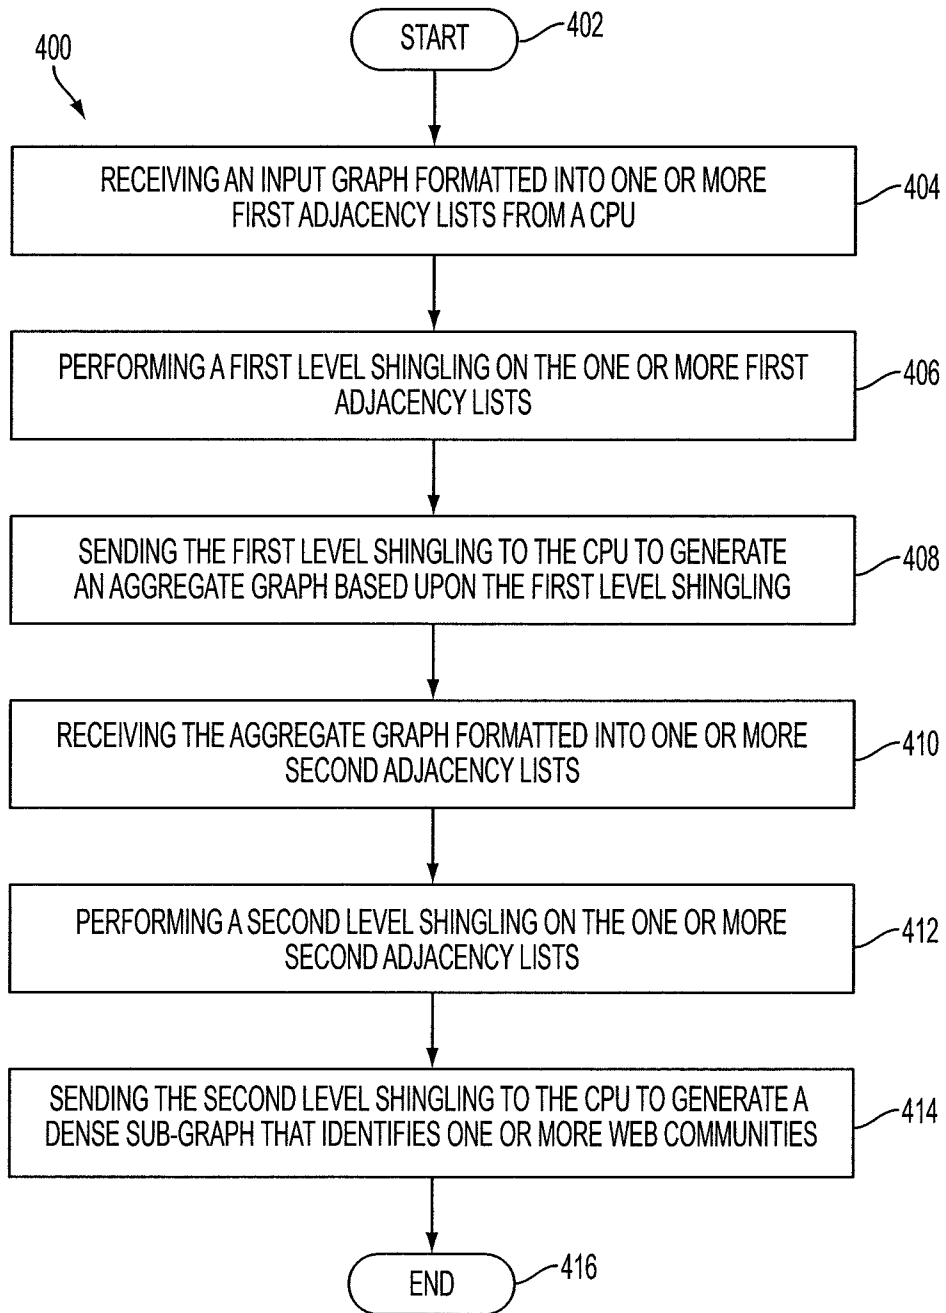 START
402
400
RECEIVING AN INPUT GRAPH FORMATTED INTO ONE OR MORE
FIRST ADJACENCY LISTS FROM A CPU
404
PERFORMING A FIRST LEVEL SHINGLING ON THE ONE OR MORE FIRST
ADJACENCY LISTS
406
SENDING THE FIRST LEVEL SHINGLING TO THE CPU TO GENERATE
AN AGGREGATE GRAPH BASED UPON THE FIRST LEVEL SHINGLING
408
RECEIVING THE AGGREGATE GRAPH FORMATTED INTO ONE OR MORE
SECOND ADJACENCY LISTS
410
PERFORMING A SECOND LEVEL SHINGLING ON THE ONE OR MORE
SECOND ADJACENCY LISTS
412
SENDING THE SECOND LEVEL SHINGLING TO THE CPU TO GENERATE A
DENSE SUB-GRAPH THAT IDENTIFIES ONE OR MORE WEB COMMUNITIES
414
END
416